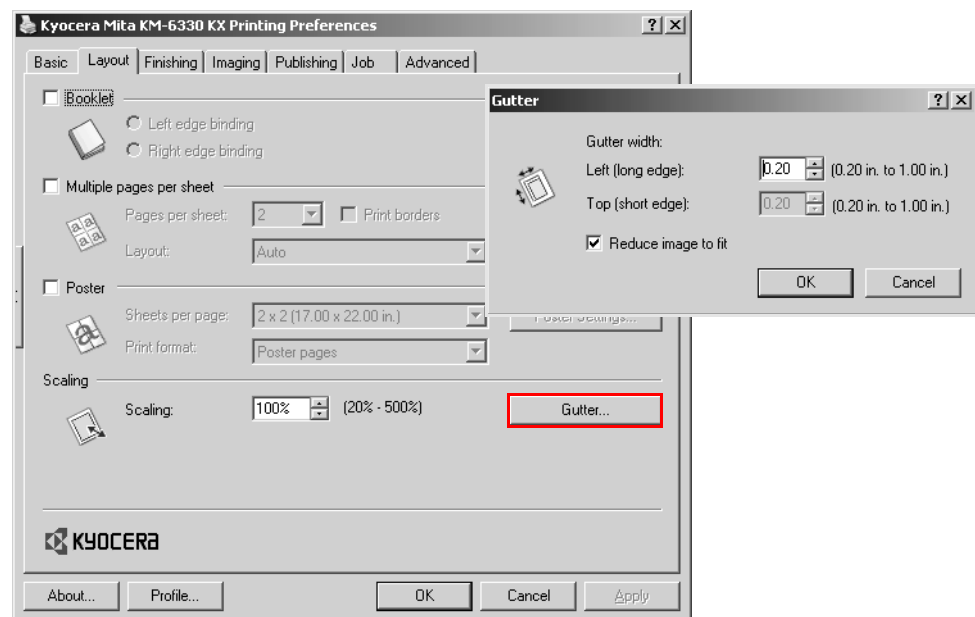 Kyocera Mita KM-6330 KX Printing Preferences
Basic Layout Finishing Imaging Publishing Job Advanced
Booklet
Left edge binding
Right edge binding
Multiple pages per sheet
Pages per sheet: 2 Print borders
Layout: Auto
Poster
Sheets per page: 2 x 2 (17.00 x 22.00 in.) Poster Settings...
Print format: Poster pages
Scaling
Scaling: 100% (20% - 500%) Gutter...
KYOCERA
About... Profile... OK Cancel Apply
Gutter
Gutter width:
Left (long edge): 0.20 (0.20 in. to 1.00 in.)
Top (short edge): 0.20 (0.20 in. to 1.00 in.)
Reduce image to fit
OK Cancel